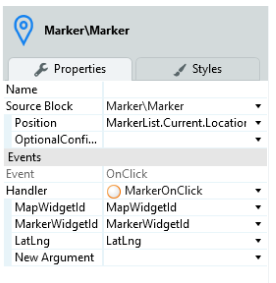 Marker\Marker
Properties
Styles
Name
Source Block Marker\Marker
Position MarkerList.Current.Location
OptionalConfi...
Events
Event OnClick
Handler MarkerOnClick
MapWidgetId MapWidgetId
MarkerWidgetId MarkerWidgetId
LatLng LatLng
New Argument